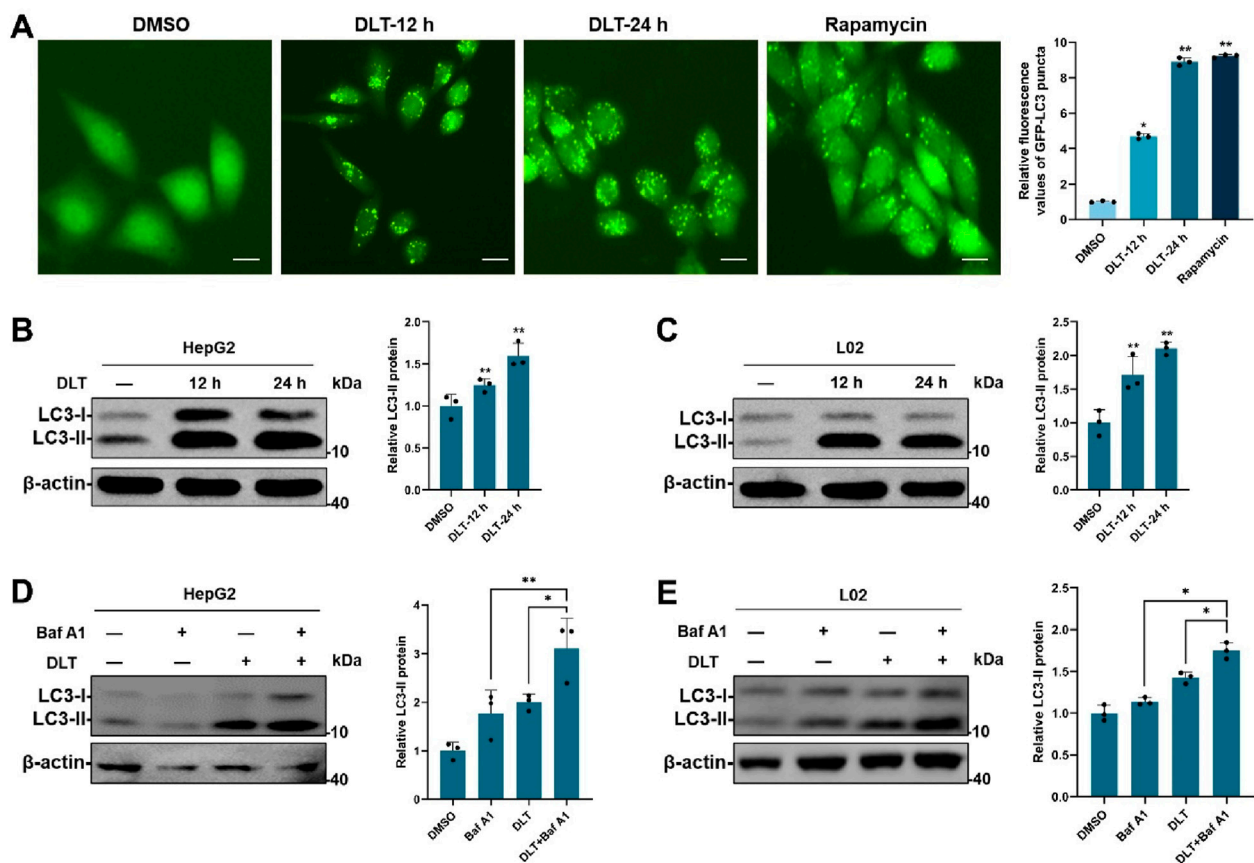 A
DMSO
DLT-12 h
DLT-24 h
Rapamycin
Relative fluorescence
values of GFP-LC3 puncta
10
8
6
4
2
0
*
**
**
DMSO
DLT-12 h
DLT-24 h
Rapamycin
B
HepG2
DLT — 12 h 24 h kDa
LC3-I
LC3-II
-10
β-actin
-40
Relative LC3-II protein
2.0
1.5
1.0
0.5
0.0
**
**
DMSO
DLT-12 h
DLT-24 h
C
L02
DLT — 12 h 24 h kDa
LC3-I
LC3-II
-10
β-actin
-40
Relative LC3-II protein
2.5
2.0
1.5
1.0
0.5
0.0
**
**
DMSO
DLT-12 h
DLT-24 h
D
HepG2
Baf A1 — + — +
DLT — — + + kDa
LC3-I
LC3-II
-10
β-actin
-40
Relative LC3-II protein
4
3
2
1
0
**
*
DMSO
Baf A1
DLT
DLT+Baf A1
E
L02
Baf A1 — + — +
DLT — — + + kDa
LC3-I
LC3-II
-10
β-actin
-40
Relative LC3-II protein
2.5
2.0
1.5
1.0
0.5
0.0
*
*
DMSO
Baf A1
DLT
DLT+Baf A1